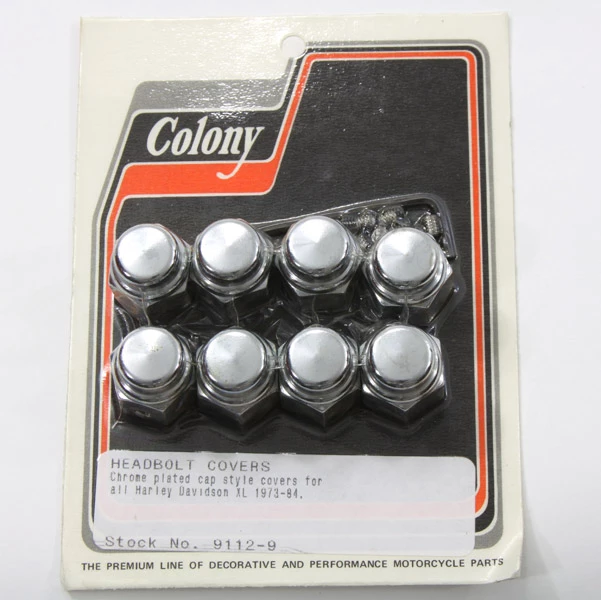 Colony
HEADBOLT COVERS
Chrome plated cap style covers for
all Harley Davidson XL 1973-84.
Stock No. 9112-9
THE PREMIUM LINE OF DECORATIVE AND PERFORMANCE MOTORCYCLE PARTS